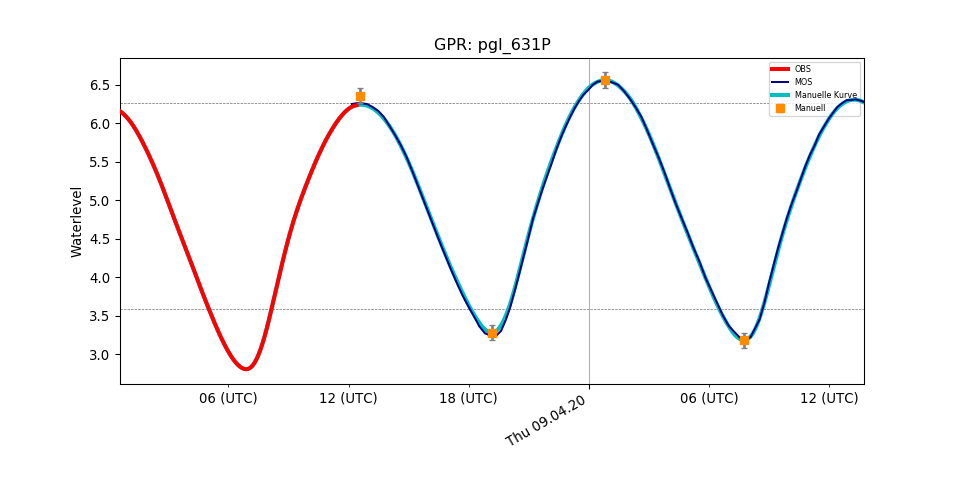 GPR: pgl_631P
OBS
MOS
Manuelle Kurve
Manuell
Waterlevel
6.5
6.0
5.5
5.0
4.5
4.0
3.5
3.0
06 (UTC)
12 (UTC)
18 (UTC)
Thu 09.04.20
06 (UTC)
12 (UTC)